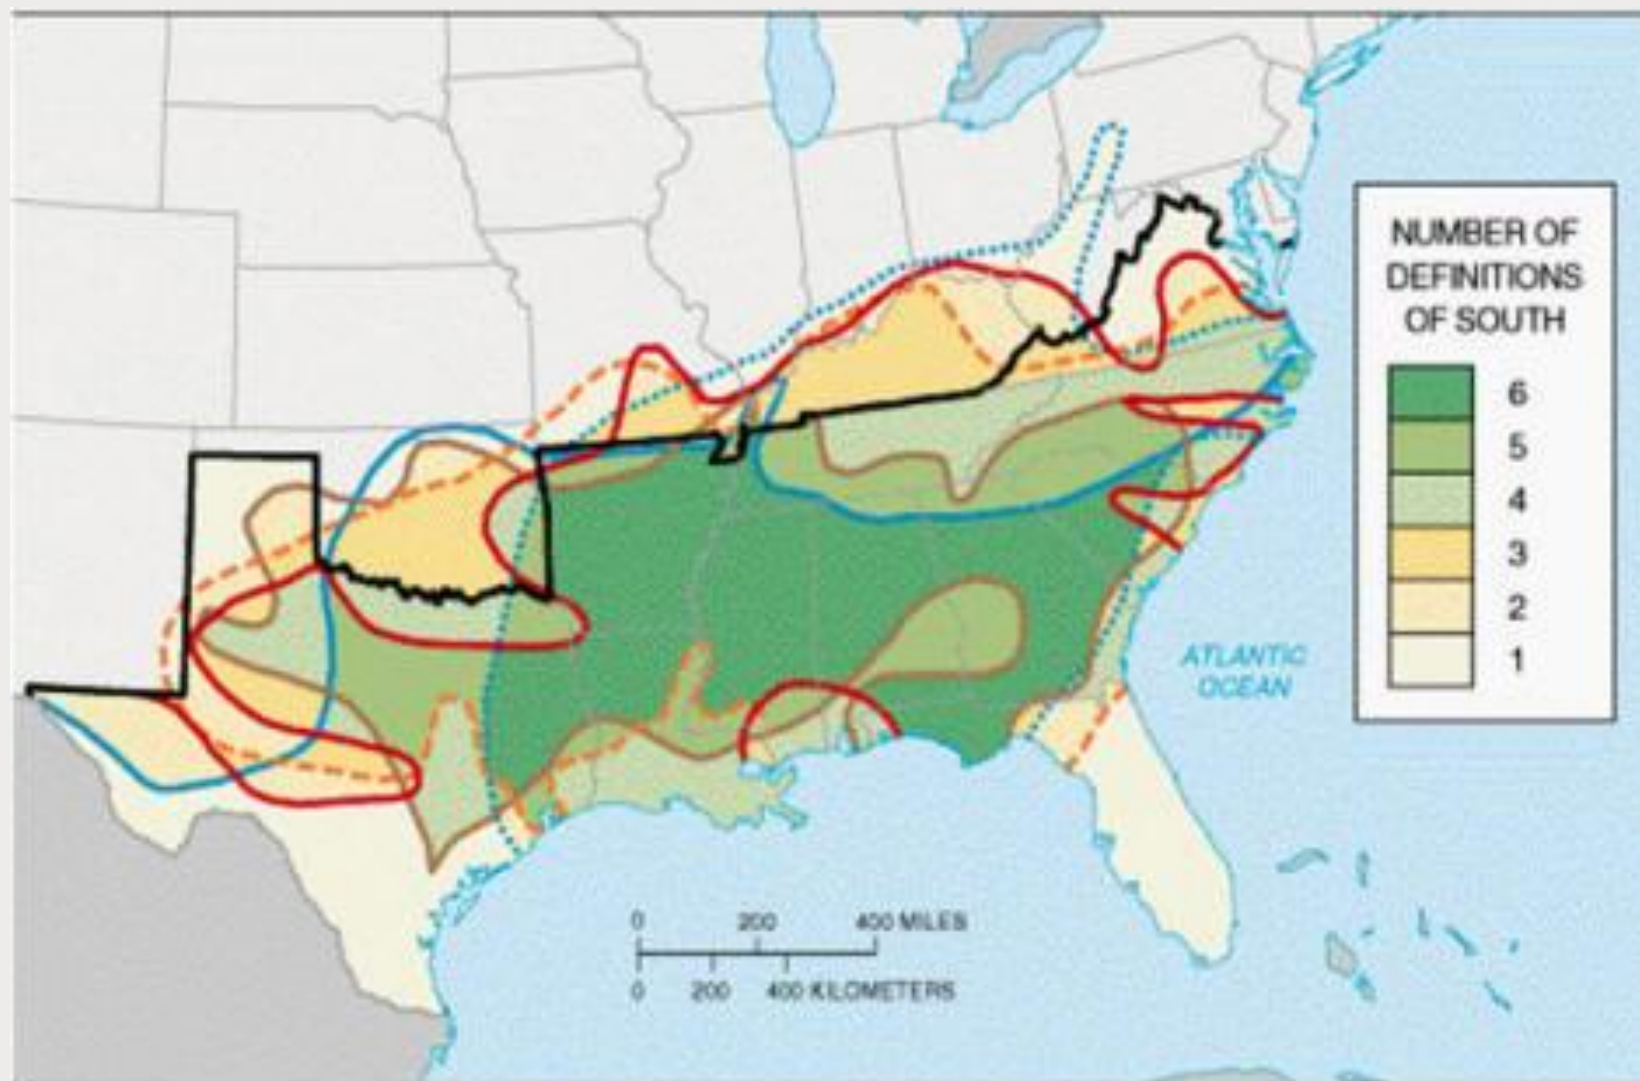 NUMBER OF
DEFINITIONS
OF SOUTH
6
5
4
3
2
1
ATLANTIC
OCEAN
0 200 400 MILES
0 200 400 KILOMETERS